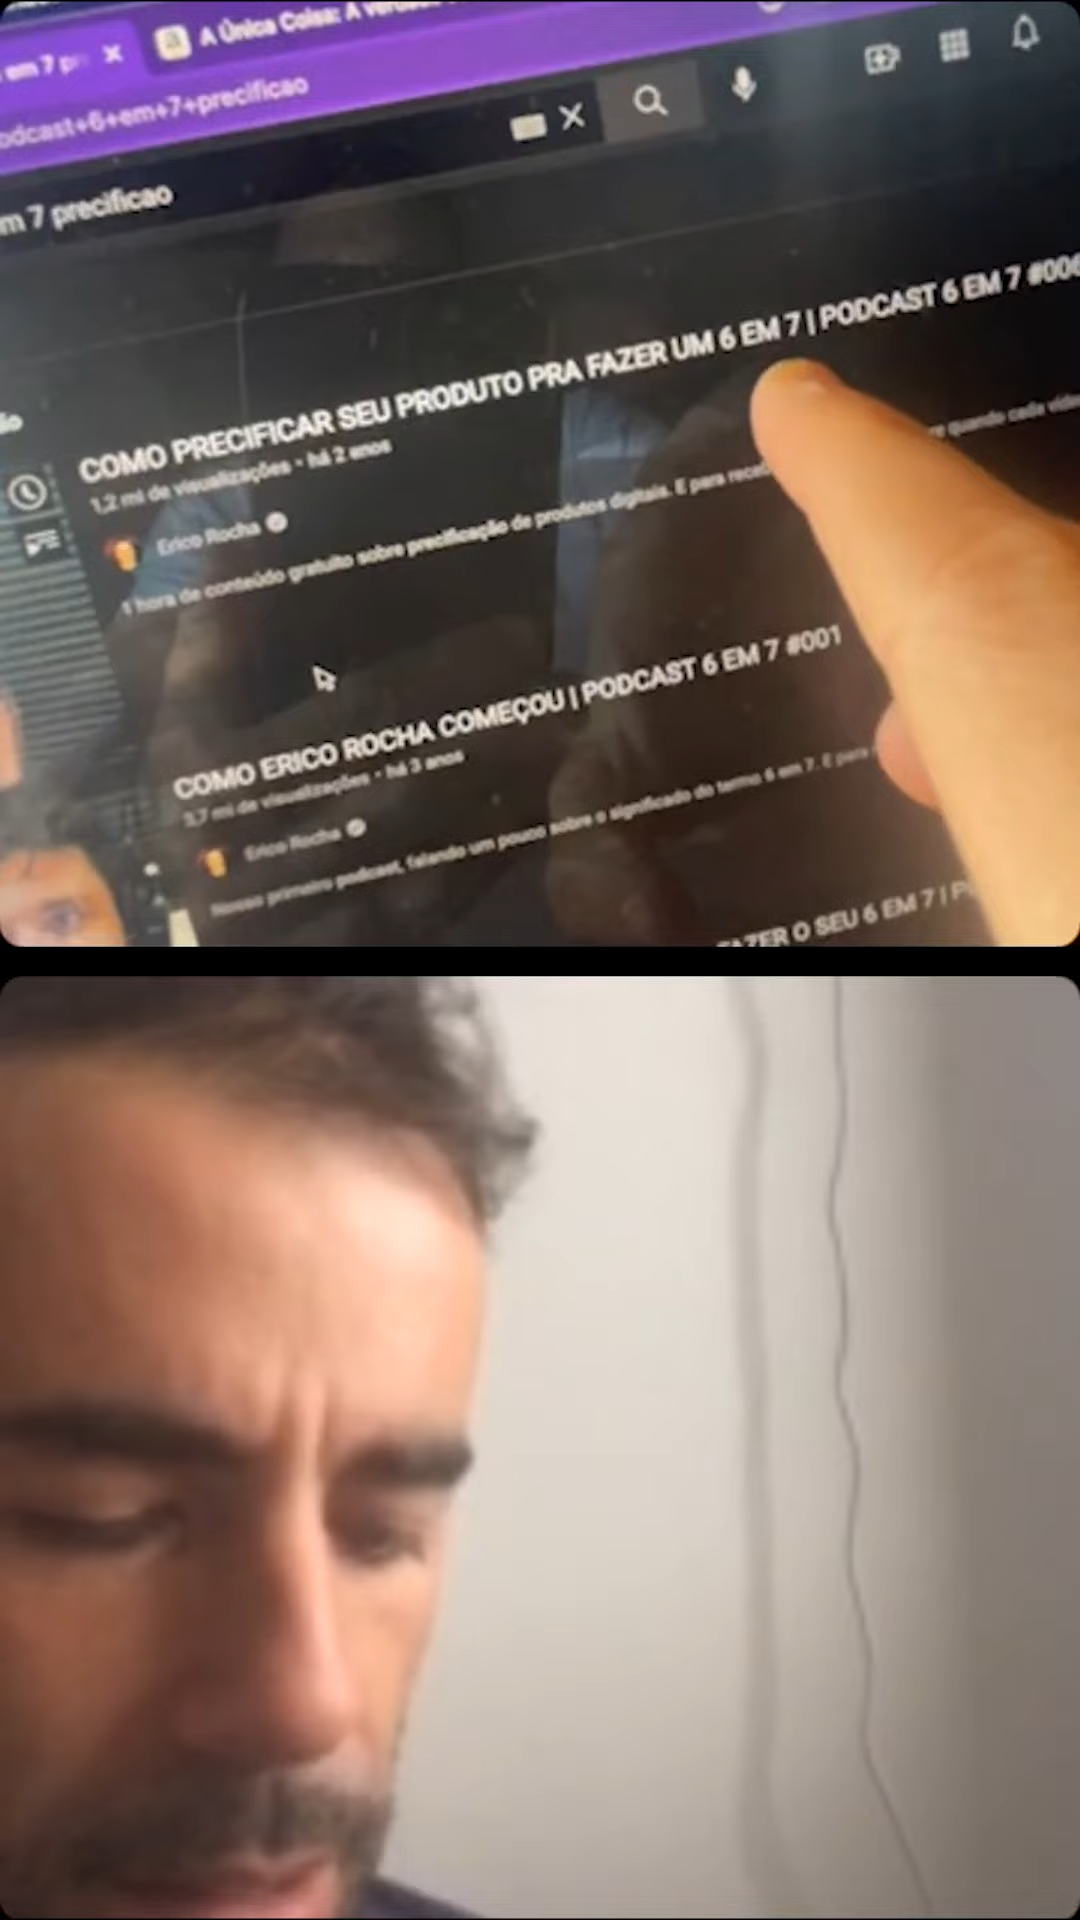 em 7 p
A Única Coisa: A
odcast+6+em+7+precificao
m 7 precificao
COMO PRECIFICAR SEU PRODUTO PRA FAZER UM 6 EM 7 | PODCAST 6 EM 7 #006
1,2 mi de visualizações • há 2 anos
Erico Rocha
1 hora de conteúdo gratuito sobre precificação de produtos digitais. E para quando cada
COMO ERICO ROCHA COMEÇOU | PODCAST 6 EM 7 #001
3,7 mi de visualizações • há 3 anos
Erico Rocha
Nosso primeiro podcast, falando um pouco sobre o significado do termo 6 em 7. E para
FAZER O SEU 6 EM 7 |